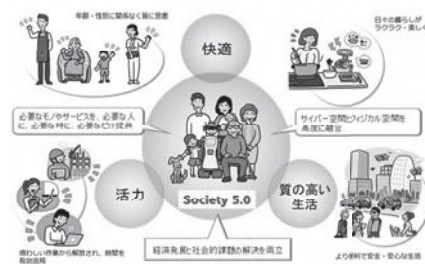 年齢・性別に関係なく皆に恩恵
日々の暮らしが
ラクラク・楽しく
快適
必要なモノやサービスを、必要な人
に、必要な時に、必要なだけ提供
サイバー空間とフィジカル空間を
高度に融合
活力
Society 5.0
質の高い
生活
煩わしい作業から解放され、時間を
有効活用
経済発展と社会的課題の解決を両立
より便利で安全・安心な生活